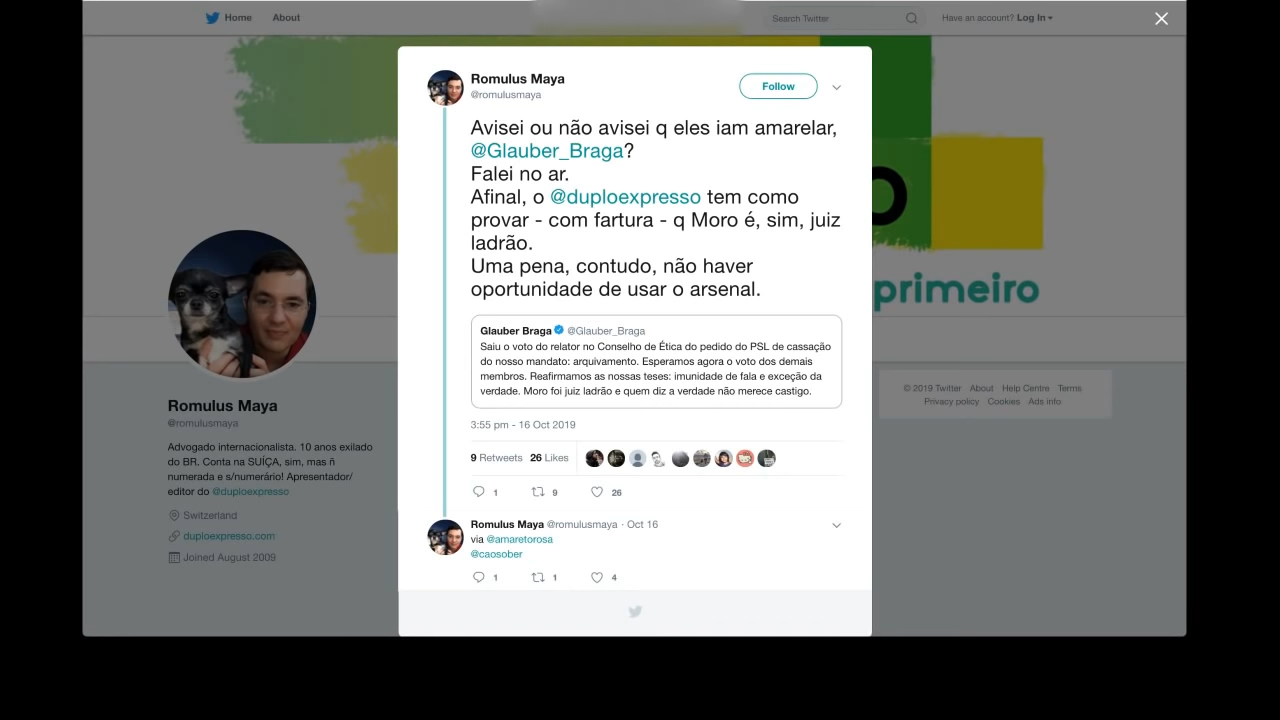 Home About
Search Twitter
Have an account? Log In
Romulus Maya
@romulusmaya
Follow
Avisei ou não avisei q eles iam amarelar,
@Glauber_Braga?
Falei no ar.
Afinal, o @duploexpresso tem como
provar - com fartura - q Moro é, sim, juiz
ladrão.
Uma pena, contudo, não haver
oportunidade de usar o arsenal.
Glauber Braga @Glauber_Braga
Saiu o voto do relator no Conselho de Ética do pedido do PSL de cassação
do nosso mandato: arquivamento. Esperamos agora o voto dos demais
membros. Reafirmamos as nossas teses: imunidade de fala e exceção da
verdade. Moro foi juiz ladrão e quem diz a verdade não merece castigo.
3:55 pm - 16 Oct 2019
9 Retweets 26 Likes
1 9 26
Romulus Maya @romulusmaya · Oct 16
via @amaretorosa
@caosober
1 1 4
Romulus Maya
@romulusmaya
Advogado internacionalista. 10 anos exilado
do BR. Conta na SUÍÇA, sim, mas ñ
numerada e s/numerário! Apresentador/
editor do @duploexpresso
Switzerland
duploexpresso.com
Joined August 2009
o
primeiro
© 2019 Twitter About Help Centre Terms
Privacy policy Cookies Ads info